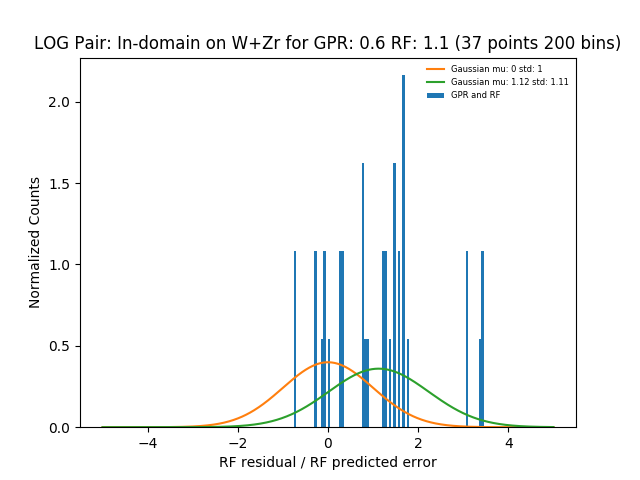 LOG Pair: In-domain on W+Zr for GPR: 0.6 RF: 1.1 (37 points 200 bins)
Gaussian mu: 0 std: 1
Gaussian mu: 1.12 std: 1.11
GPR and RF
Normalized Counts
2.0
1.5
1.0
0.5
0.0
−4
−2
0
2
4
RF residual / RF predicted error